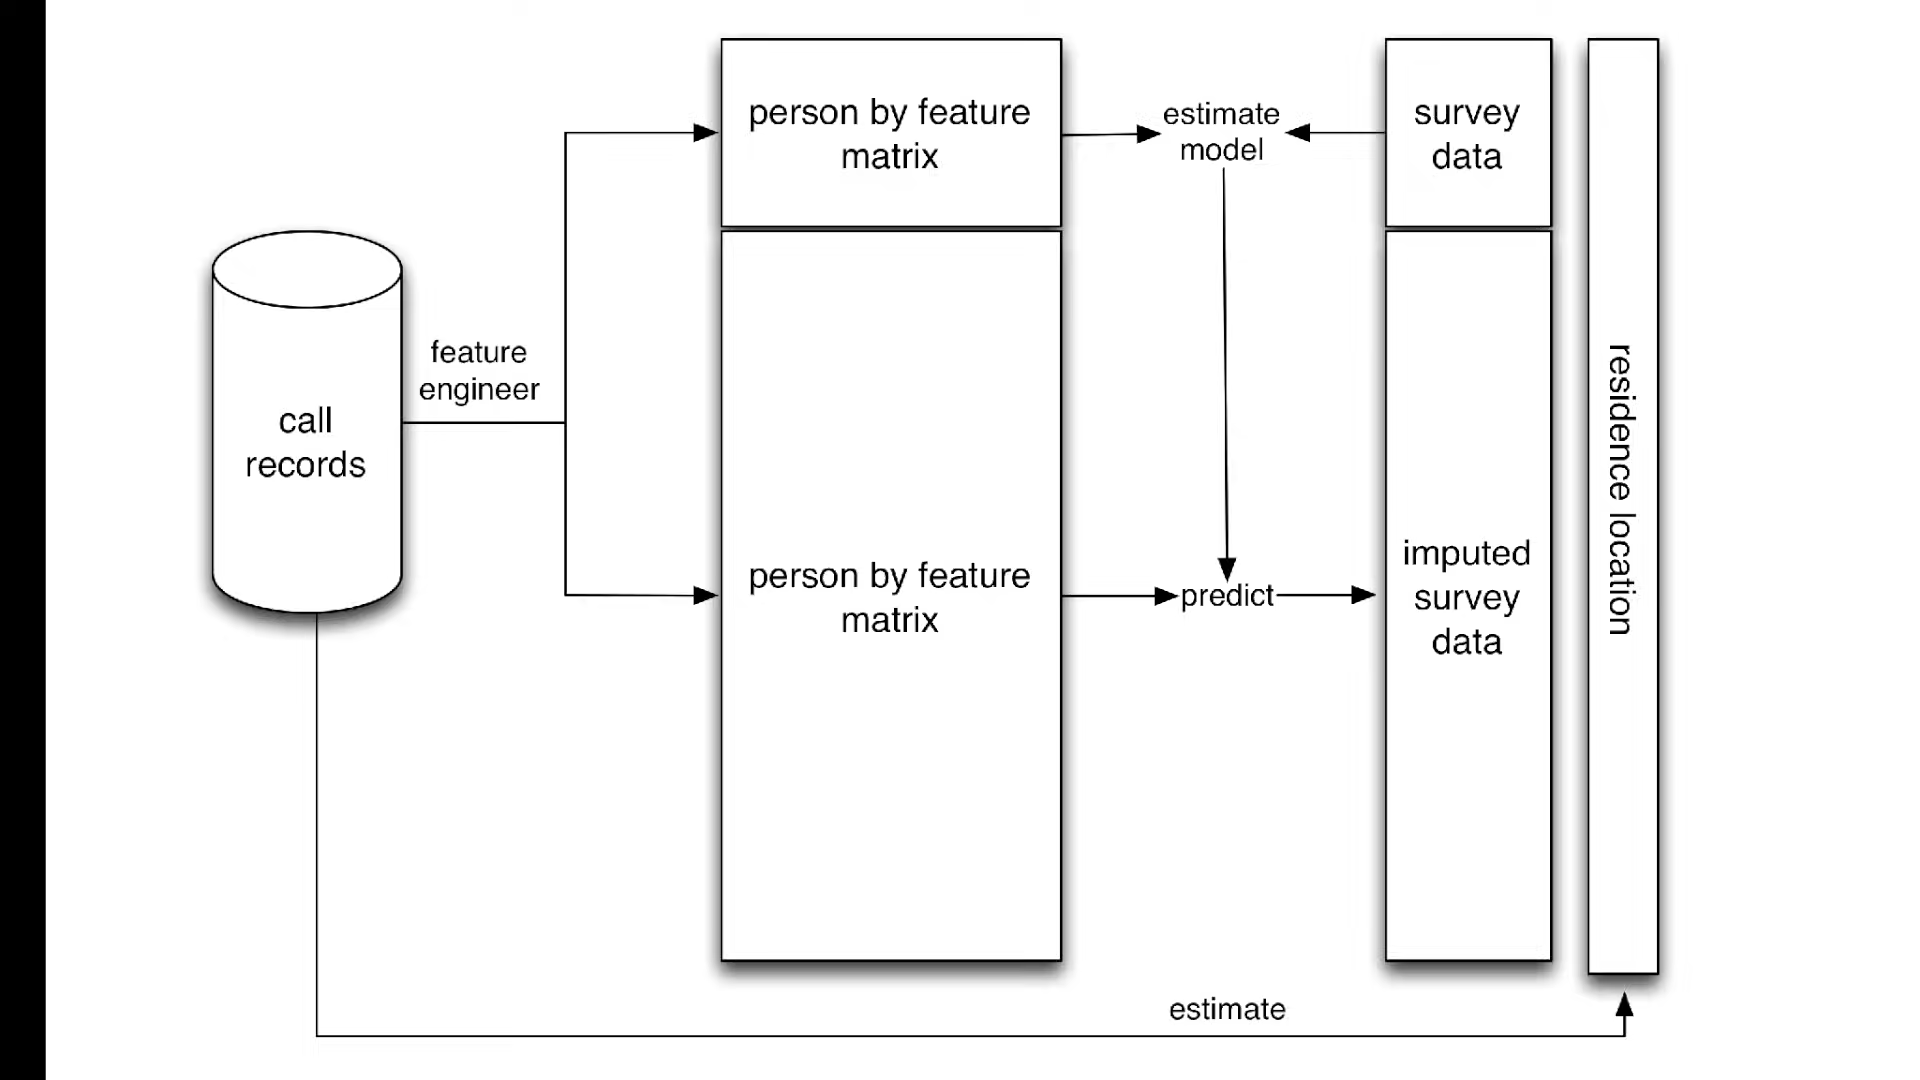 person by feature
matrix
estimate
model
survey
data
feature
engineer
call
records
person by feature
matrix
predict
imputed
survey
data
residence location
estimate